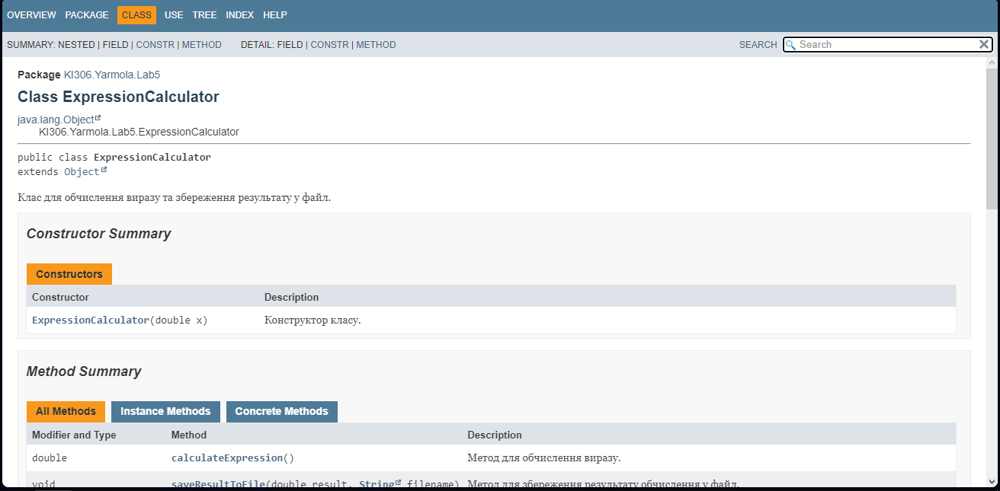 OVERVIEW PACKAGE CLASS USE TREE INDEX HELP
SUMMARY: NESTED | FIELD | CONSTR | METHOD DETAIL: FIELD | CONSTR | METHOD SEARCH Search
Package KI306.Yarmola.Lab5
Class ExpressionCalculator
java.lang.Object
KI306.Yarmola.Lab5.ExpressionCalculator
public class ExpressionCalculator
extends Object
Клас для обчислення виразу та збереження результату у файл.
Constructor Summary
Constructors
Constructor Description
ExpressionCalculator(double x) Конструктор класу.
Method Summary
All Methods Instance Methods Concrete Methods
Modifier and Type Method Description
double calculateExpression() Метод для обчислення виразу.
void saveResultToFile(double result, String filename) Метод для збереження результату обчислення у файл.